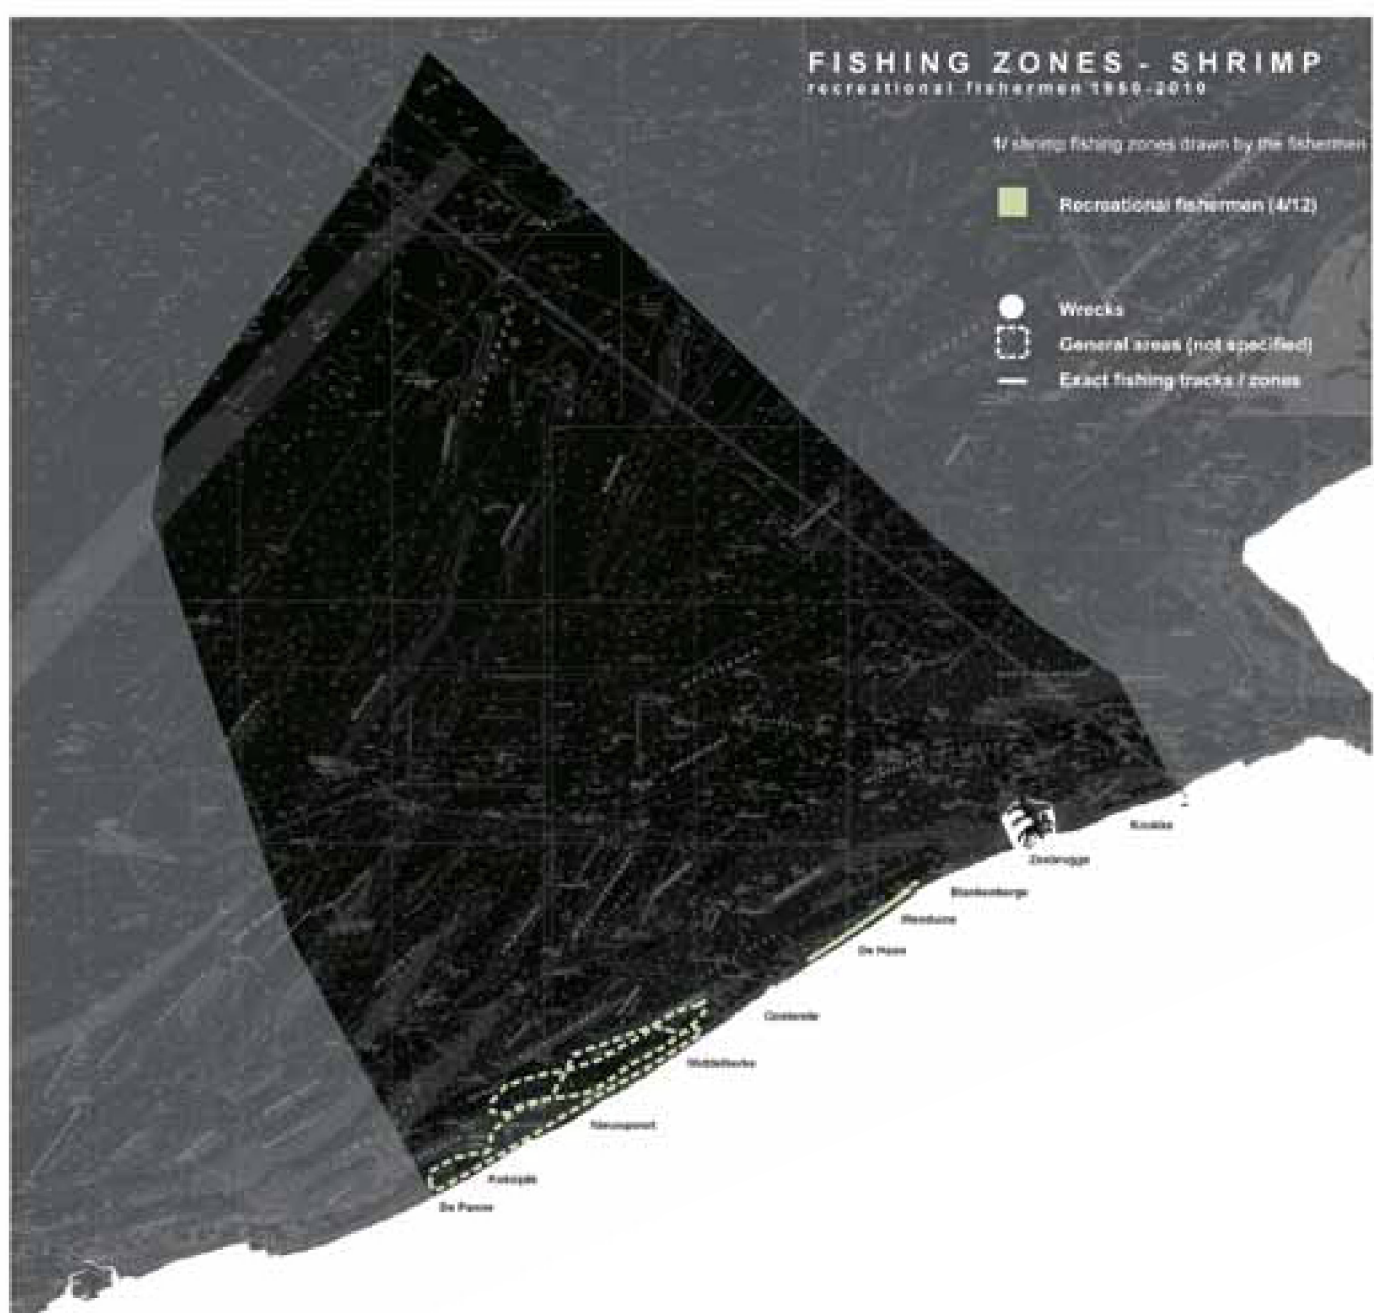 FISHING ZONES - SHRIMP
recreational fishermen 1950-2010
1/ shrimp fishing zones drawn by the fishermen
Recreational fishermen (4/12)
Wrecks
General areas (not specified)
Exact fishing tracks / zones
Knokke
Zeebrugge
Blankenberge
Wenduine
De Haan
Oostende
Middelkerke
Nieuwpoort
Koksijde
De Panne